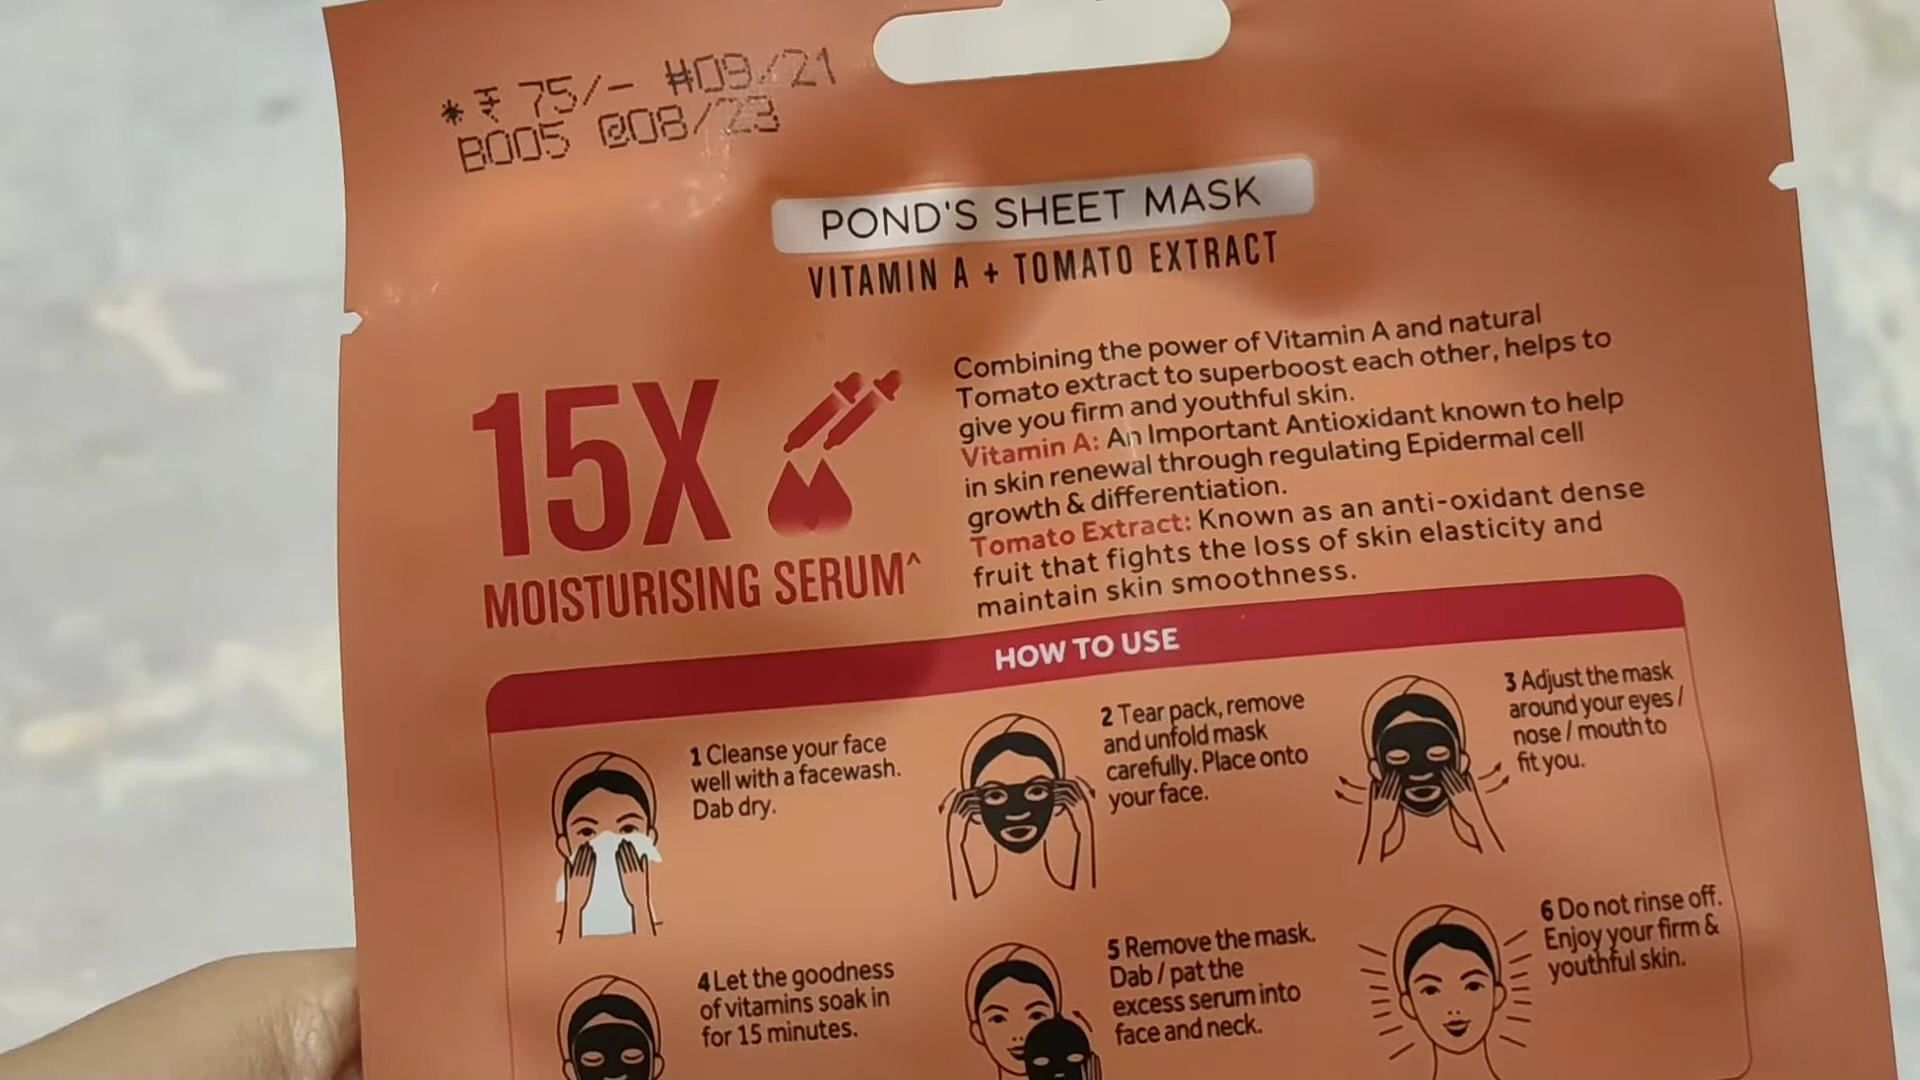 * ₹ 75/- #09/21
B005 @08/23
POND'S SHEET MASK
VITAMIN A + TOMATO EXTRACT
15X
MOISTURISING SERUM^
Combining the power of Vitamin A and natural
Tomato extract to superboost each other, helps to
give you firm and youthful skin.
Vitamin A: An Important Antioxidant known to help
in skin renewal through regulating Epidermal cell
growth & differentiation.
Tomato Extract: Known as an anti-oxidant dense
fruit that fights the loss of skin elasticity and
maintain skin smoothness.
HOW TO USE
1 Cleanse your face
well with a facewash.
Dab dry.
2 Tear pack, remove
and unfold mask
carefully. Place onto
your face.
3 Adjust the mask
around your eyes /
nose / mouth to
fit you.
4 Let the goodness
of vitamins soak in
for 15 minutes.
5 Remove the mask.
Dab / pat the
excess serum into
face and neck.
6 Do not rinse off.
Enjoy your firm &
youthful skin.